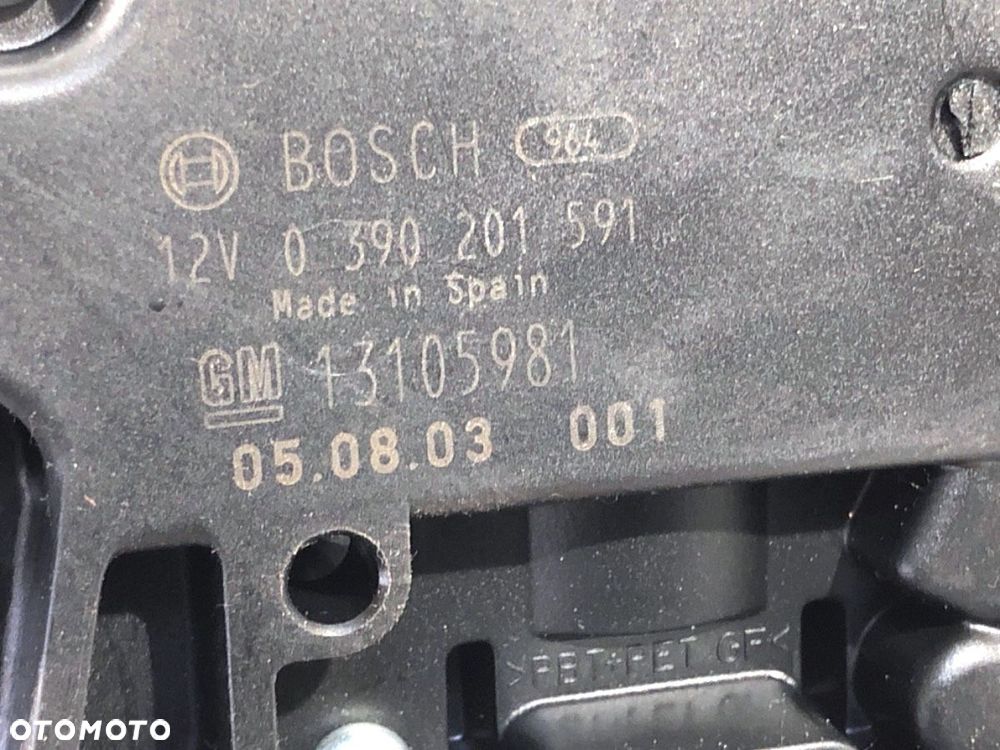 BOSCH 964
12V 0 390 201 591
Made in Spain
GM 13105981
05.08.03 001
>PBT+PET GF<
OTOMOTO